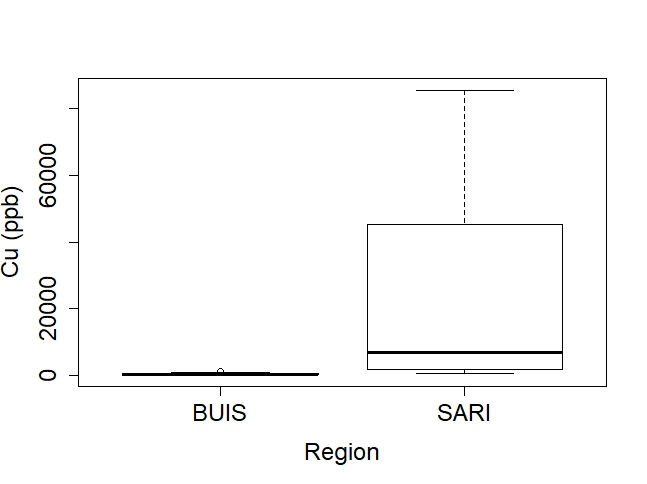 Cu (ppb)
60000
20000
0
BUIS SARI
Region